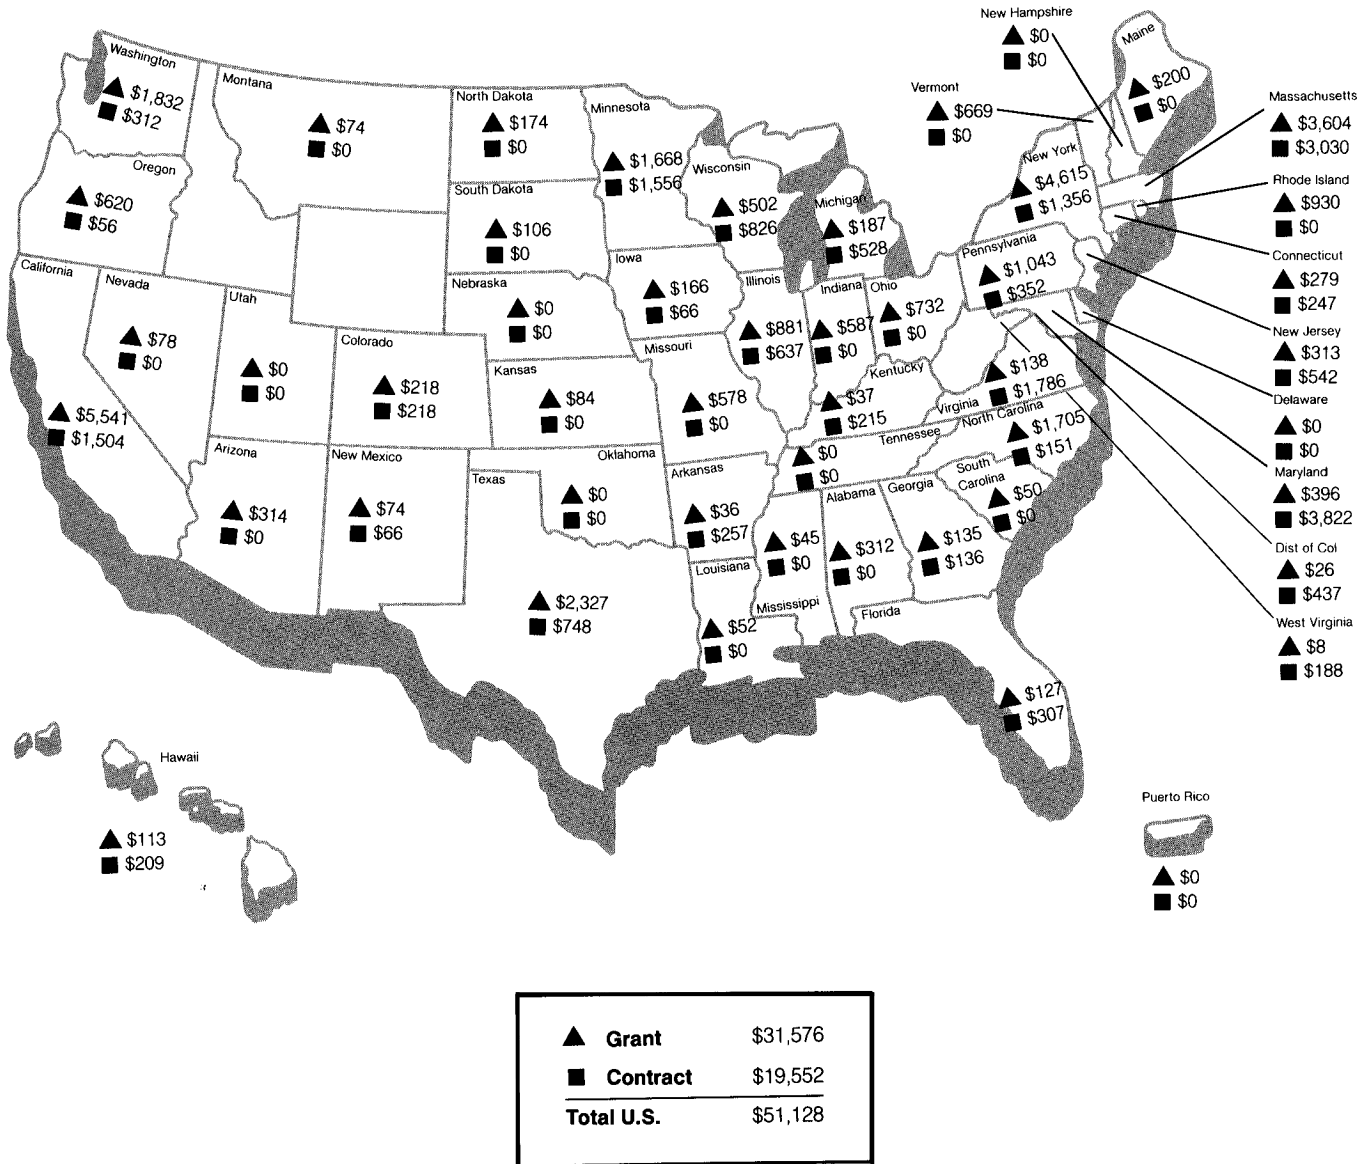 New Hampshire
$0
$0
Maine
$200
$0
Vermont
$669
$0
Massachusetts
$3,604
$3,030
Washington
$1,832
$312
Montana
$74
$0
North Dakota
$174
$0
Minnesota
$1,668
$1,556
Wisconsin
$502
$826
Michigan
$187
$528
New York
$4,615
$1,356
Rhode Island
$930
$0
Oregon
$620
$56
South Dakota
$106
$0
Pennsylvania
$1,043
$352
Connecticut
$279
$247
California
$5,541
$1,504
Nevada
$78
$0
Utah
$0
$0
Colorado
$218
$218
Nebraska
$0
$0
Iowa
$166
$66
Illinois
$881
$637
Indiana
$587
$0
Ohio
$732
$0
New Jersey
$313
$542
Kansas
$84
$0
Missouri
$578
$0
Kentucky
$37
$215
Virginia
$138
$1,786
Delaware
$0
$0
Arizona
$314
$0
New Mexico
$74
$66
Texas
$2,327
$748
Oklahoma
$0
$0
Arkansas
$36
$257
Tennessee
$0
$0
North Carolina
$1,705
$151
South
Carolina
$50
$0
Maryland
$396
$3,822
Louisiana
$52
$0
Mississippi
$45
$0
Alabama
$312
$0
Georgia
$135
$136
Dist of Col
$26
$437
Florida
$127
$307
West Virginia
$8
$188
Hawaii
$113
$209
Puerto Rico
$0
$0
Grant $31,576
Contract $19,552
Total U.S. $51,128